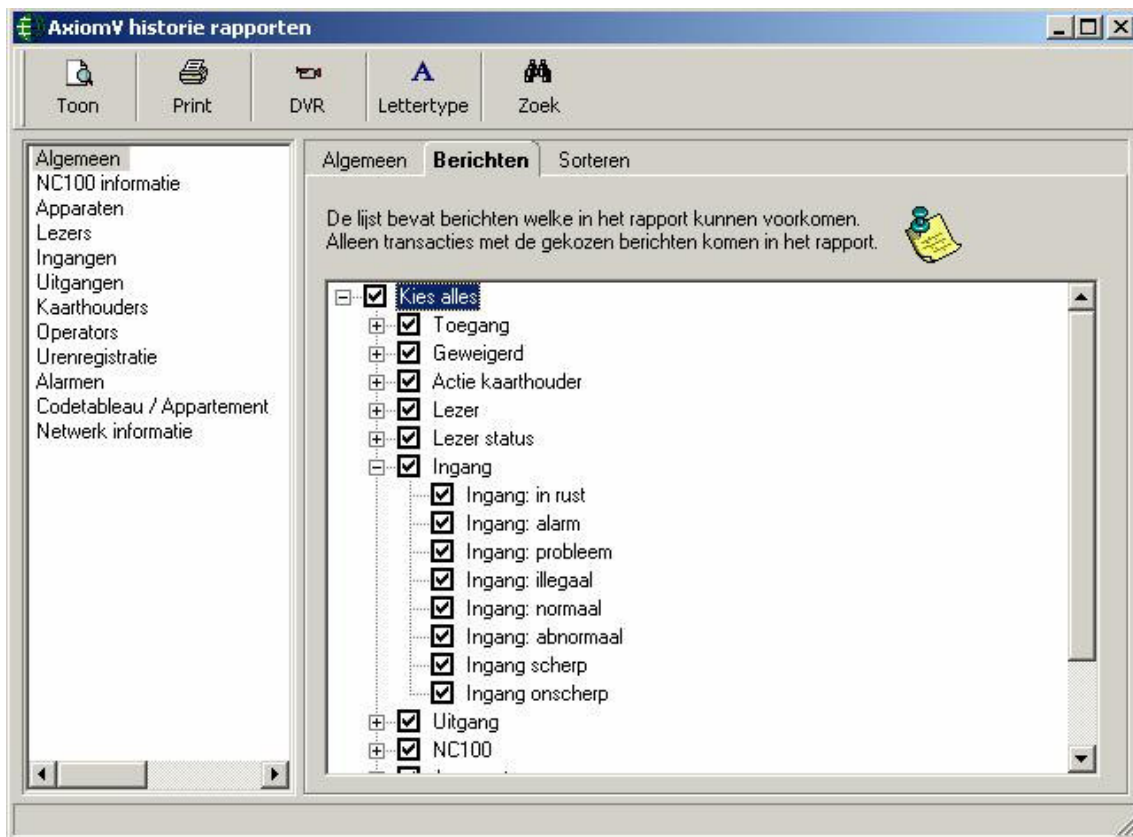 AxiomV historie rapporten
Toon
Print
DVR
Lettertype
Zoek
Algemeen
NC100 informatie
Apparaten
Lezers
Ingangen
Uitgangen
Kaarthouders
Operators
Urenregistratie
Alarmen
Codetableau / Appartement
Netwerk informatie
Algemeen
Berichten
Sorteren
De lijst bevat berichten welke in het rapport kunnen voorkomen.
Alleen transacties met de gekozen berichten komen in het rapport.
Kies alles
Toegang
Geweigerd
Actie kaarthouder
Lezer
Lezer status
Ingang
Ingang: in rust
Ingang: alarm
Ingang: probleem
Ingang: illegaal
Ingang: normaal
Ingang: abnormaal
Ingang scherp
Ingang onscherp
Uitgang
NC100